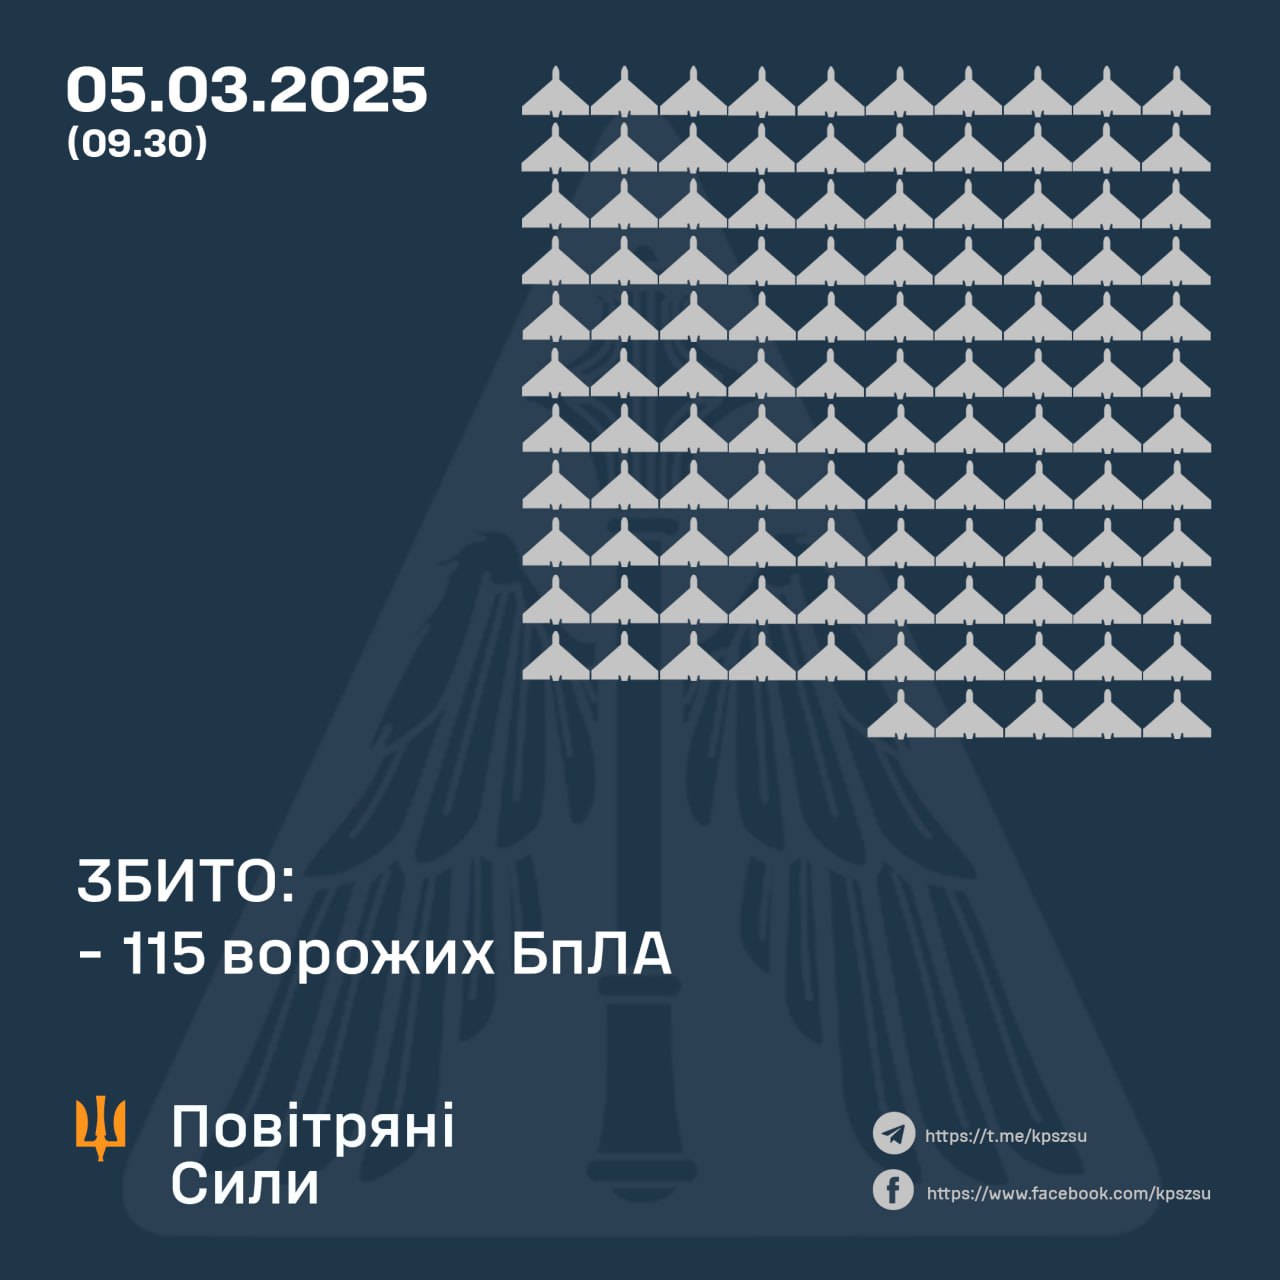 05.03.2025
(09.30)
ЗБИТО:
- 115 ворожих БпЛА
Повітряні
Сили
https://t.me/kpszsu
https://www.facebook.com/kpszsu